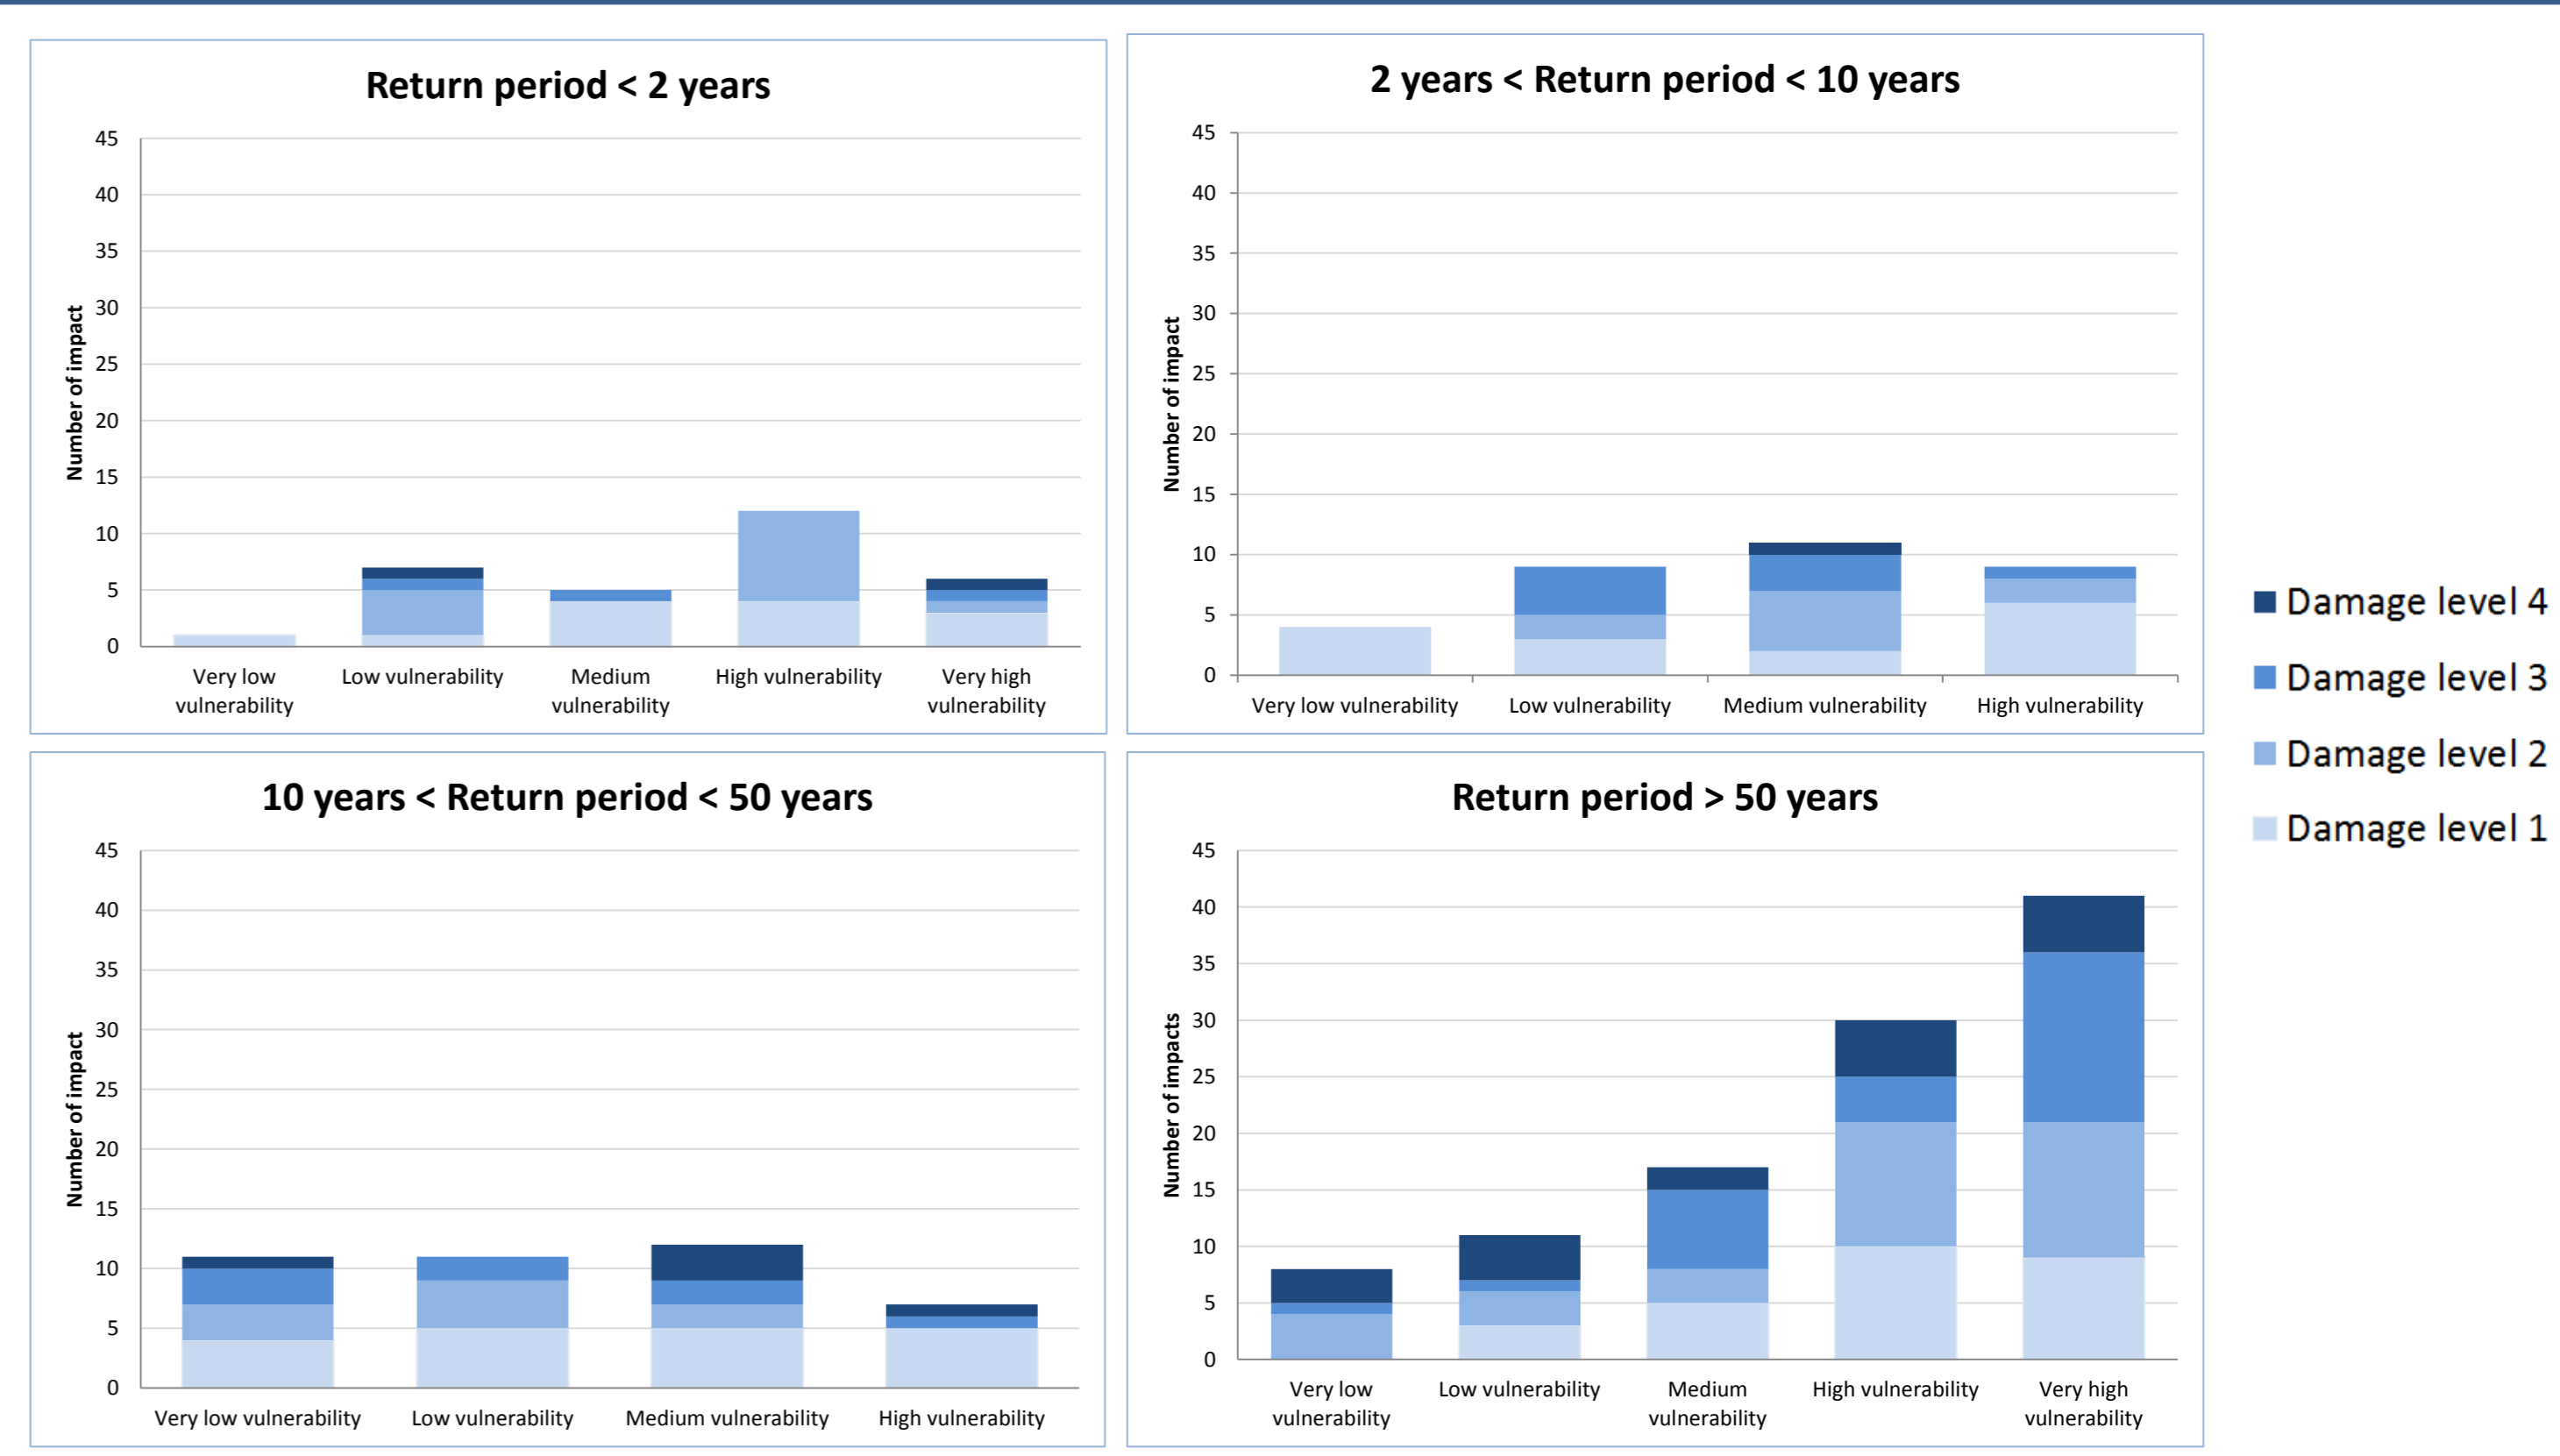 Return period < 2 years
45
40
35
30
25
20
15
10
5
0
Number of impact
Very low
vulnerability
Low vulnerability
Medium
vulnerability
High vulnerability
Very high
vulnerability
2 years < Return period < 10 years
45
40
35
30
25
20
15
10
5
0
Number of impact
Very low vulnerability
Low vulnerability
Medium vulnerability
High vulnerability
10 years < Return period < 50 years
45
40
35
30
25
20
15
10
5
0
Number of impact
Very low vulnerability
Low vulnerability
Medium vulnerability
High vulnerability
Return period > 50 years
45
40
35
30
25
20
15
10
5
0
Number of impacts
Very low
vulnerability
Low vulnerability
Medium
vulnerability
High vulnerability
Very high
vulnerability
Damage level 4
Damage level 3
Damage level 2
Damage level 1